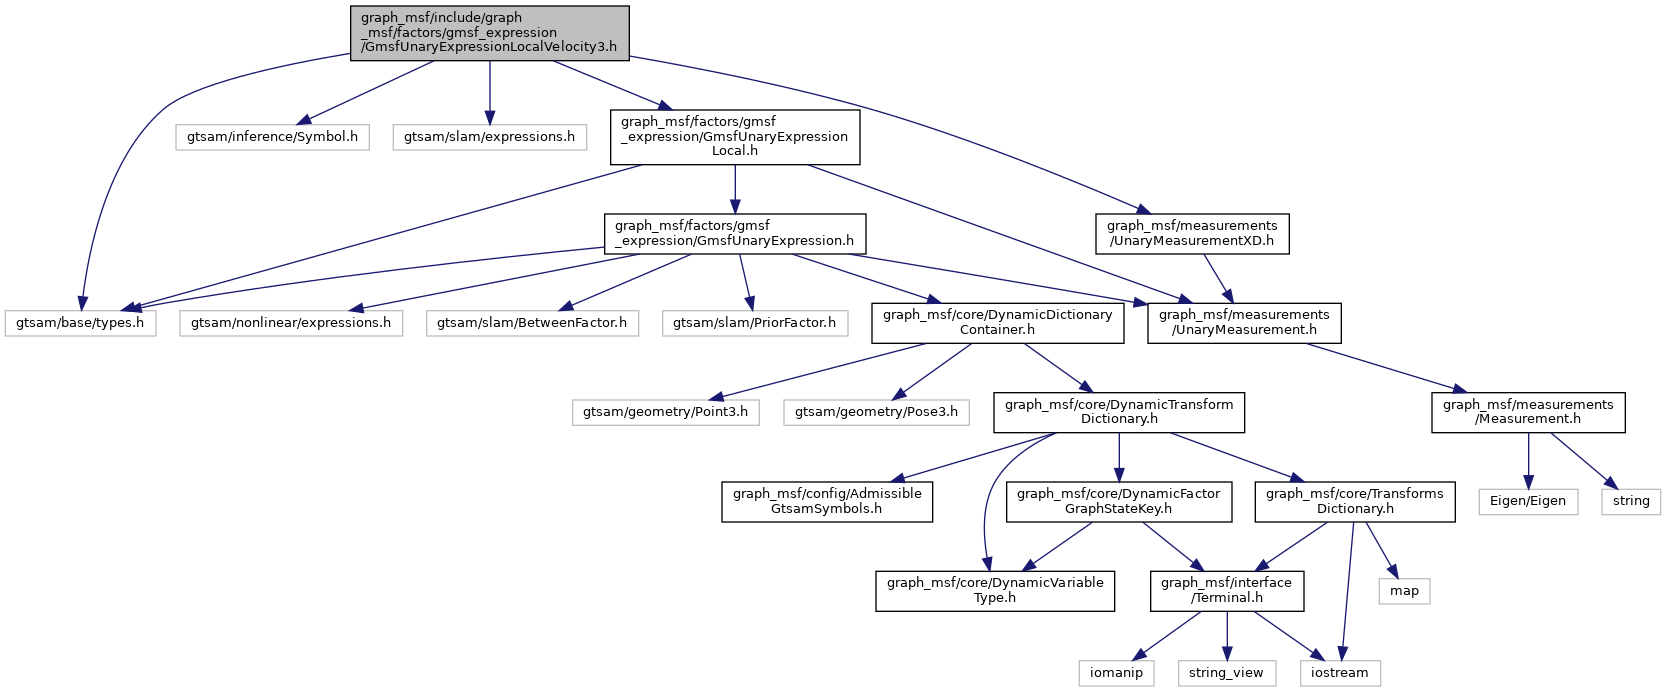 graph_msf/include/graph
_msf/factors/gmsf_expression
/GmsfUnaryExpressionLocalVelocity3.h
gtsam/inference/Symbol.h
gtsam/slam/expressions.h
graph_msf/factors/gmsf
_expression/GmsfUnaryExpression
Local.h
graph_msf/factors/gmsf
_expression/GmsfUnaryExpression.h
graph_msf/measurements
/UnaryMeasurementXD.h
gtsam/base/types.h
gtsam/nonlinear/expressions.h
gtsam/slam/BetweenFactor.h
gtsam/slam/PriorFactor.h
graph_msf/core/DynamicDictionary
Container.h
graph_msf/measurements
/UnaryMeasurement.h
gtsam/geometry/Point3.h
gtsam/geometry/Pose3.h
graph_msf/core/DynamicTransform
Dictionary.h
graph_msf/measurements
/Measurement.h
graph_msf/config/Admissible
GtsamSymbols.h
graph_msf/core/DynamicFactor
GraphStateKey.h
graph_msf/core/Transforms
Dictionary.h
Eigen/Eigen
string
graph_msf/core/DynamicVariable
Type.h
graph_msf/interface
/Terminal.h
map
iomanip
string_view
iostream